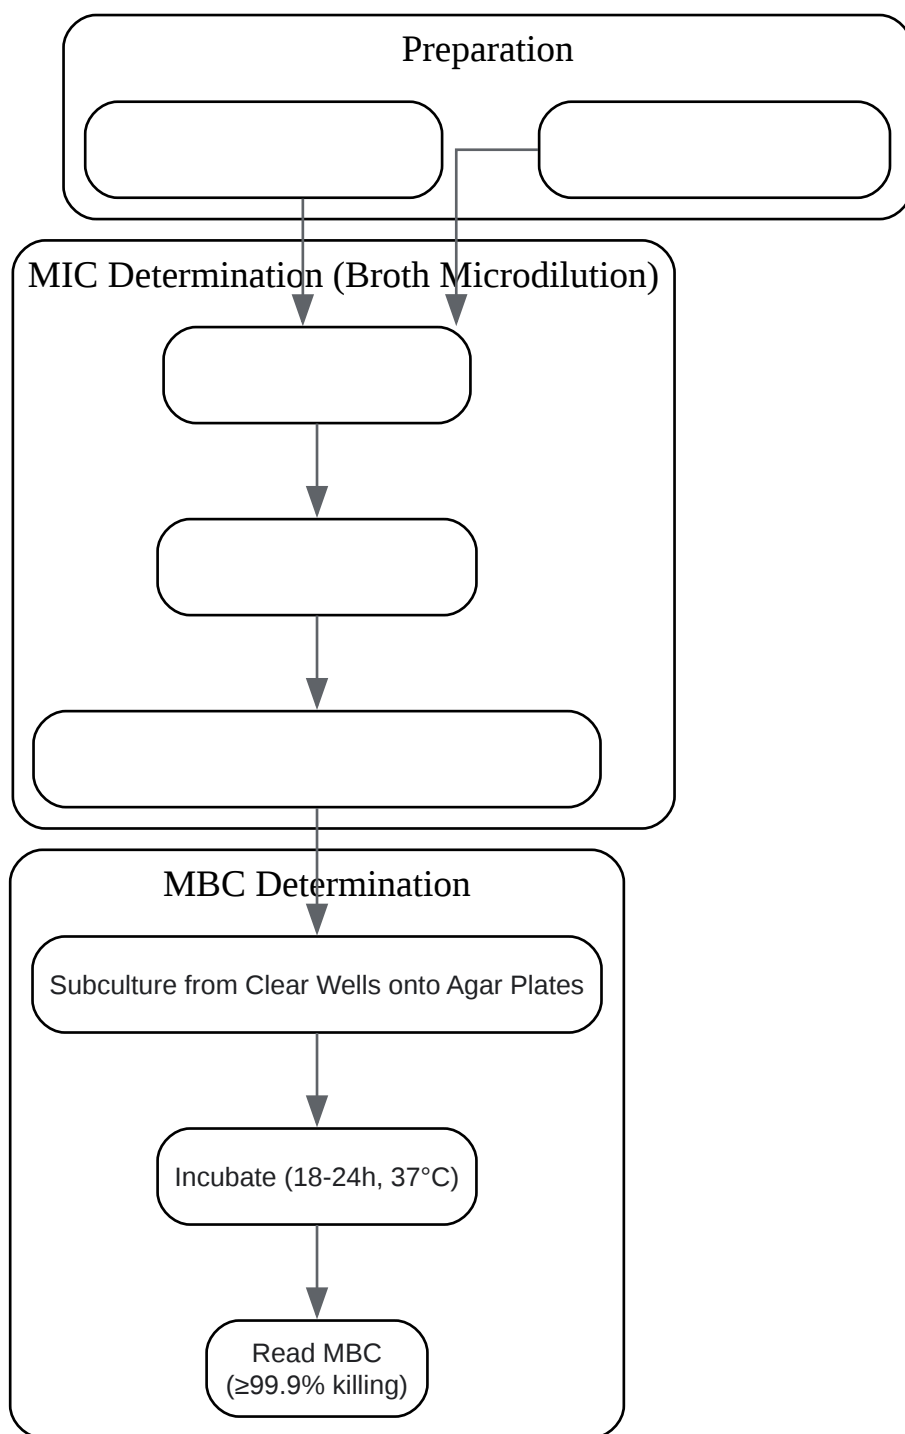 Preparation
MIC Determination (Broth Microdilution)
MBC Determination
Subculture from Clear Wells onto Agar Plates
Incubate (18-24h, 37°C)
Read MBC
(≥99.9% killing)